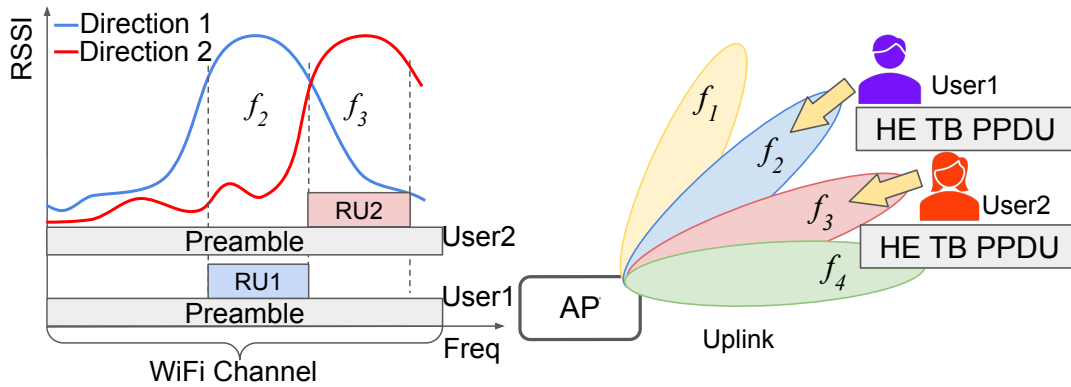 RSSI
Direction 1
Direction 2
f2
f3
RU2
Preamble
User2
RU1
User1
Preamble
Freq
WiFi Channel
f1
f2
f3
f4
User1
HE TB PPDU
User2
HE TB PPDU
AP
Uplink